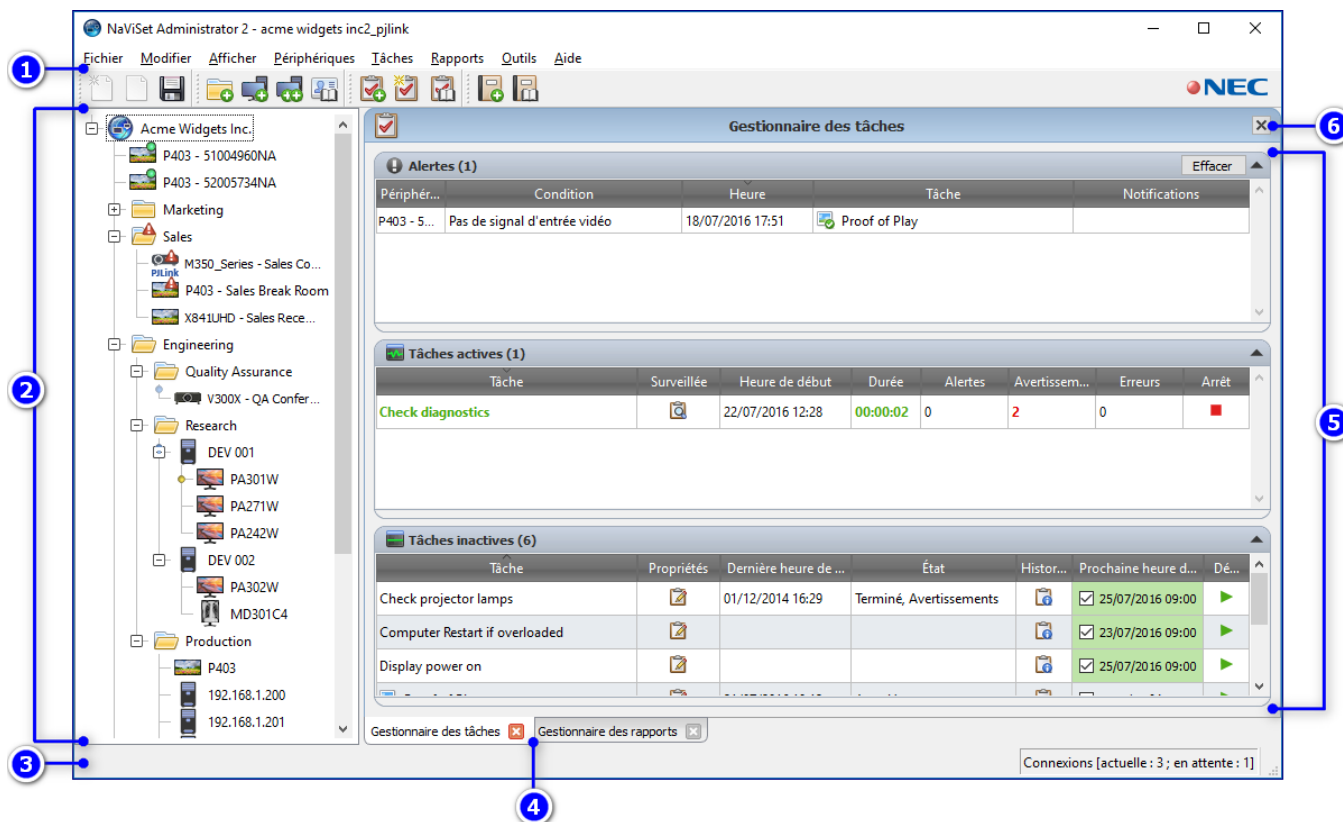 NaViSet Administrator 2 - acme widgets inc2_pjlink
Fichier Modifier Afficher Périphériques Tâches Rapports Outils Aide
1
NEC
2
Acme Widgets Inc.
P403 - 51004960NA
P403 - 52005734NA
Marketing
Sales
PJLink
M350_Series - Sales Co...
P403 - Sales Break Room
X841UHD - Sales Rece...
Engineering
Quality Assurance
V300X - QA Confer...
Research
DEV 001
PA301W
PA271W
PA242W
DEV 002
PA302W
MD301C4
Production
P403
192.168.1.200
192.168.1.201
Gestionnaire des tâches
6
Alertes (1) Effacer
Périphér... Condition Heure Tâche Notifications
P403 - 5... Pas de signal d'entrée vidéo 18/07/2016 17:51 Proof of Play
5
Tâches actives (1)
Tâche Surveillée Heure de début Durée Alertes Avertissem... Erreurs Arrêt
Check diagnostics 22/07/2016 12:28 00:00:02 0 2 0
Tâches inactives (6)
Tâche Propriétés Dernière heure de ... État Histor... Prochaine heure d... Dé...
Check projector lamps 01/12/2014 16:29 Terminé, Avertissements 25/07/2016 09:00
Computer Restart if overloaded 23/07/2016 09:00
Display power on 25/07/2016 09:00
Gestionnaire des tâches Gestionnaire des rapports
3
Connexions [actuelle : 3 ; en attente : 1]
4